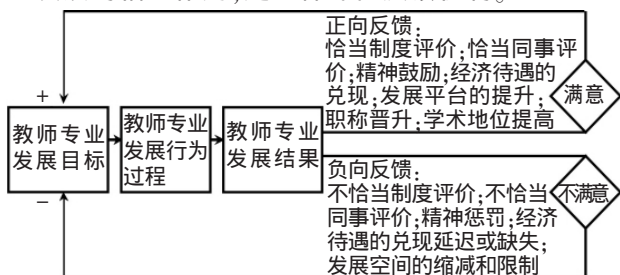 正向反馈:
恰当制度评价;恰当同事评
价;精神鼓励;经济待遇的
兑现;发展平台的提升;
职称晋升;学术地位提高
满意
+
教师专业
发展目标
教师专业
发展行为
过程
教师专业
发展结果
−
负向反馈:
不恰当制度评价;不恰当
同事评价;精神惩罚;经济
待遇的兑现延迟或缺失;
发展空间的缩减和限制
不满意